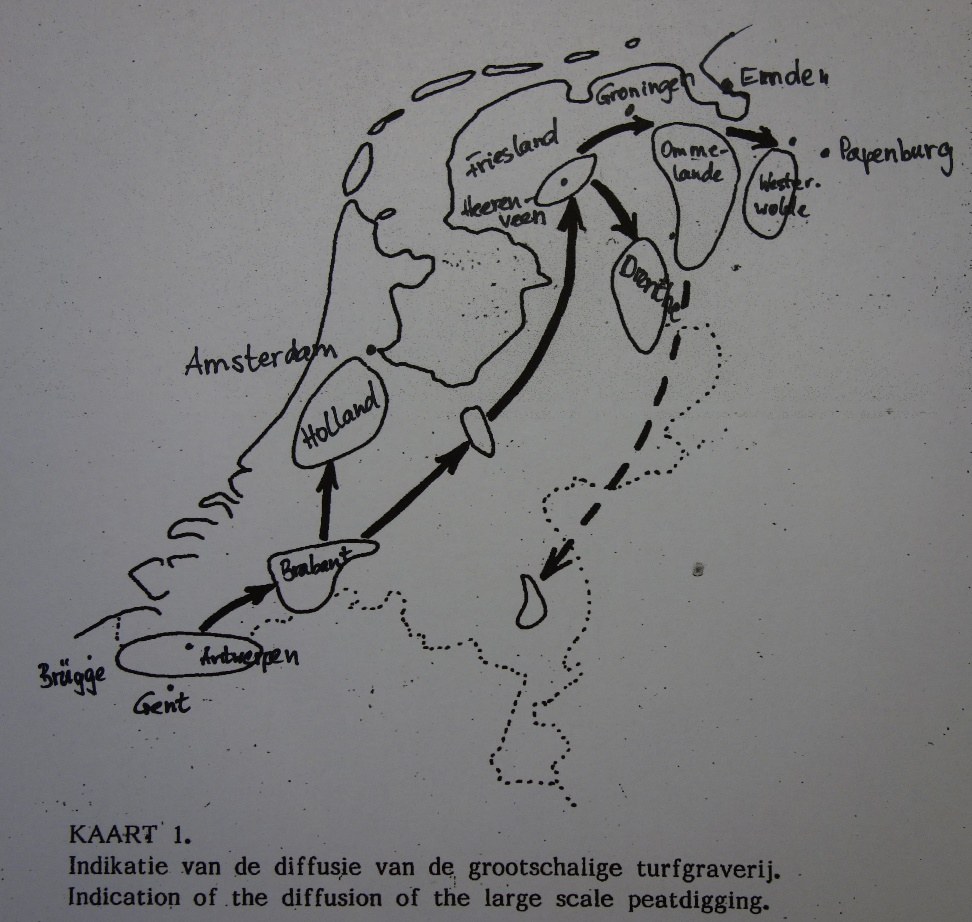 Emden
Groningen
Friesland
Omme-
lande
Papenburg
Wester-
wolde
Heeren-
veen
Drenthe
Amsterdam
Holland
Brabant
Antwerpen
Brügge
Gent
KAART 1.
Indikatie van de diffusie van de grootschalige turfgraverij.
Indication of the diffusion of the large scale peatdigging.